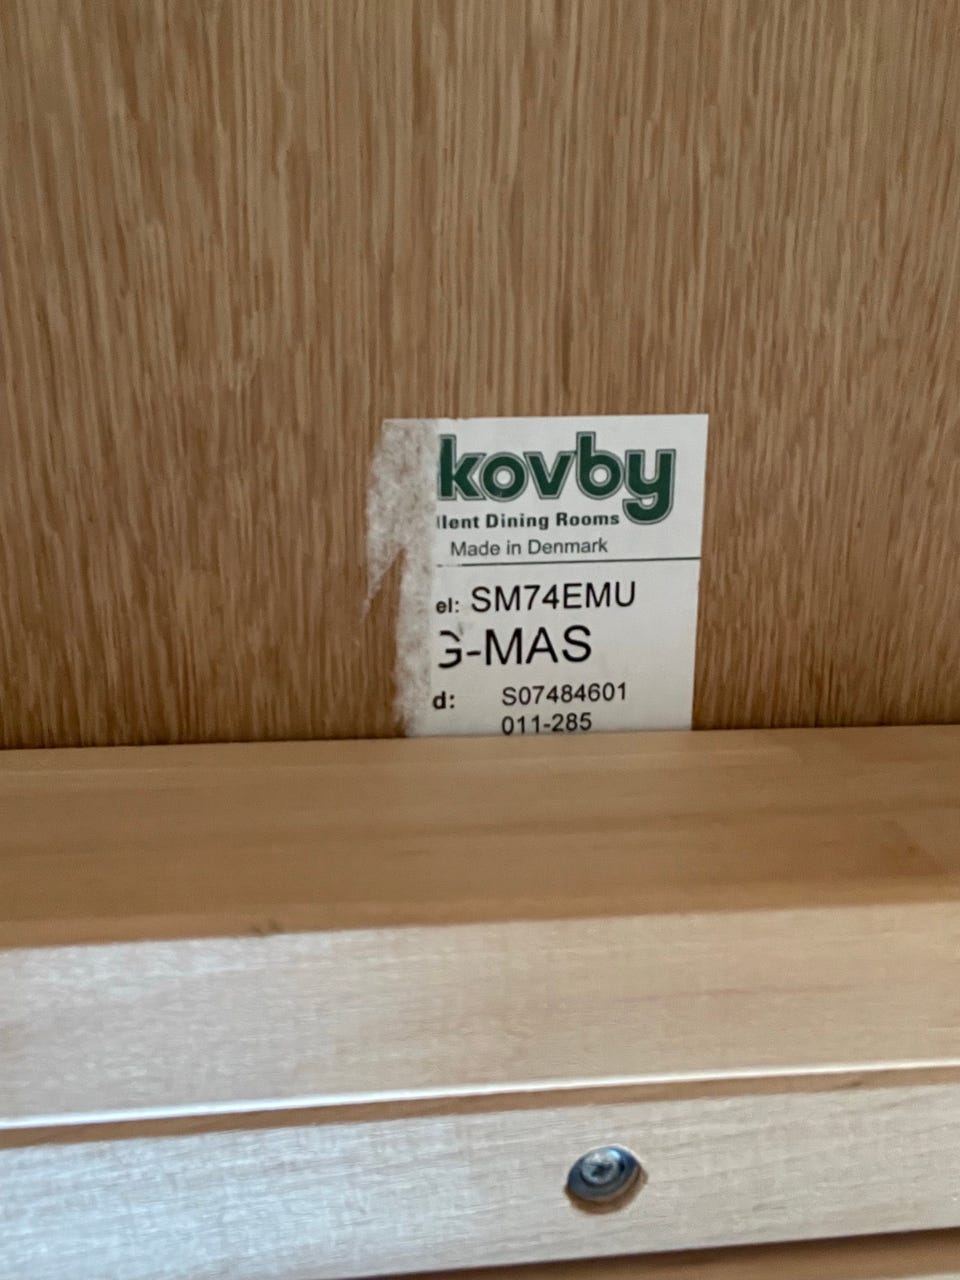 kovby
llent Dining Rooms
Made in Denmark
el: SM74EMU
G-MAS
d: S07484601
011-285